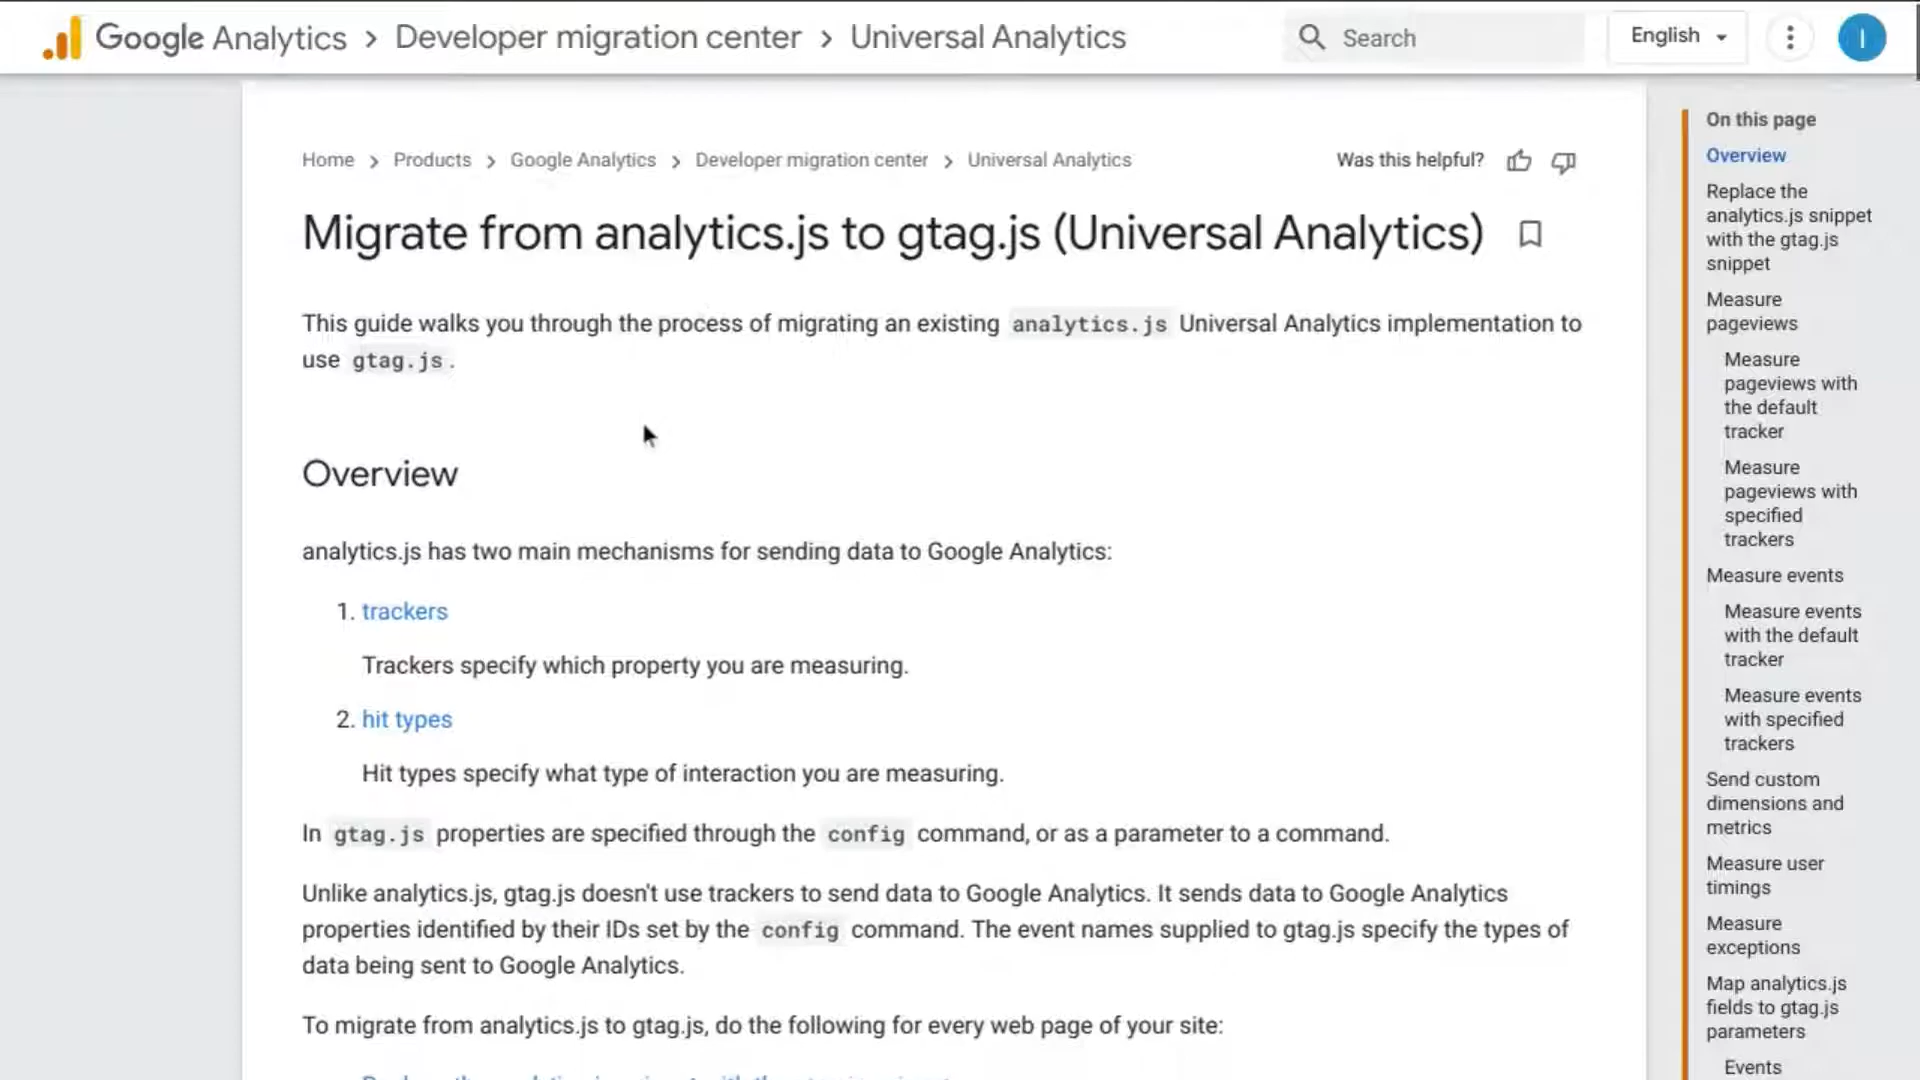 Google Analytics > Developer migration center > Universal Analytics
Search
English
I
Home > Products > Google Analytics > Developer migration center > Universal Analytics
Was this helpful?
Migrate from analytics.js to gtag.js (Universal Analytics)
This guide walks you through the process of migrating an existing analytics.js Universal Analytics implementation to
use gtag.js.
Overview
analytics.js has two main mechanisms for sending data to Google Analytics:
1. trackers
Trackers specify which property you are measuring.
2. hit types
Hit types specify what type of interaction you are measuring.
In gtag.js properties are specified through the config command, or as a parameter to a command.
Unlike analytics.js, gtag.js doesn't use trackers to send data to Google Analytics. It sends data to Google Analytics
properties identified by their IDs set by the config command. The event names supplied to gtag.js specify the types of
data being sent to Google Analytics.
To migrate from analytics.js to gtag.js, do the following for every web page of your site:
On this page
Overview
Replace the
analytics.js snippet
with the gtag.js
snippet
Measure
pageviews
Measure
pageviews with
the default
tracker
Measure
pageviews with
specified
trackers
Measure events
Measure events
with the default
tracker
Measure events
with specified
trackers
Send custom
dimensions and
metrics
Measure user
timings
Measure
exceptions
Map analytics.js
fields to gtag.js
parameters
Events